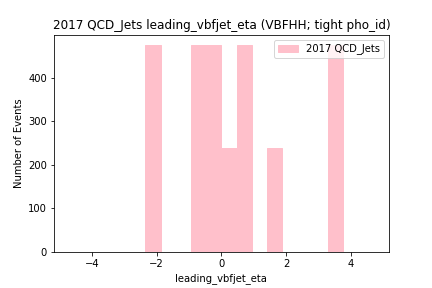 2017 QCD_Jets leading_vbfjet_eta (VBFHH; tight pho_id)
2017 QCD_Jets
Number of Events
400
300
200
100
0
−4
−2
0
2
4
leading_vbfjet_eta